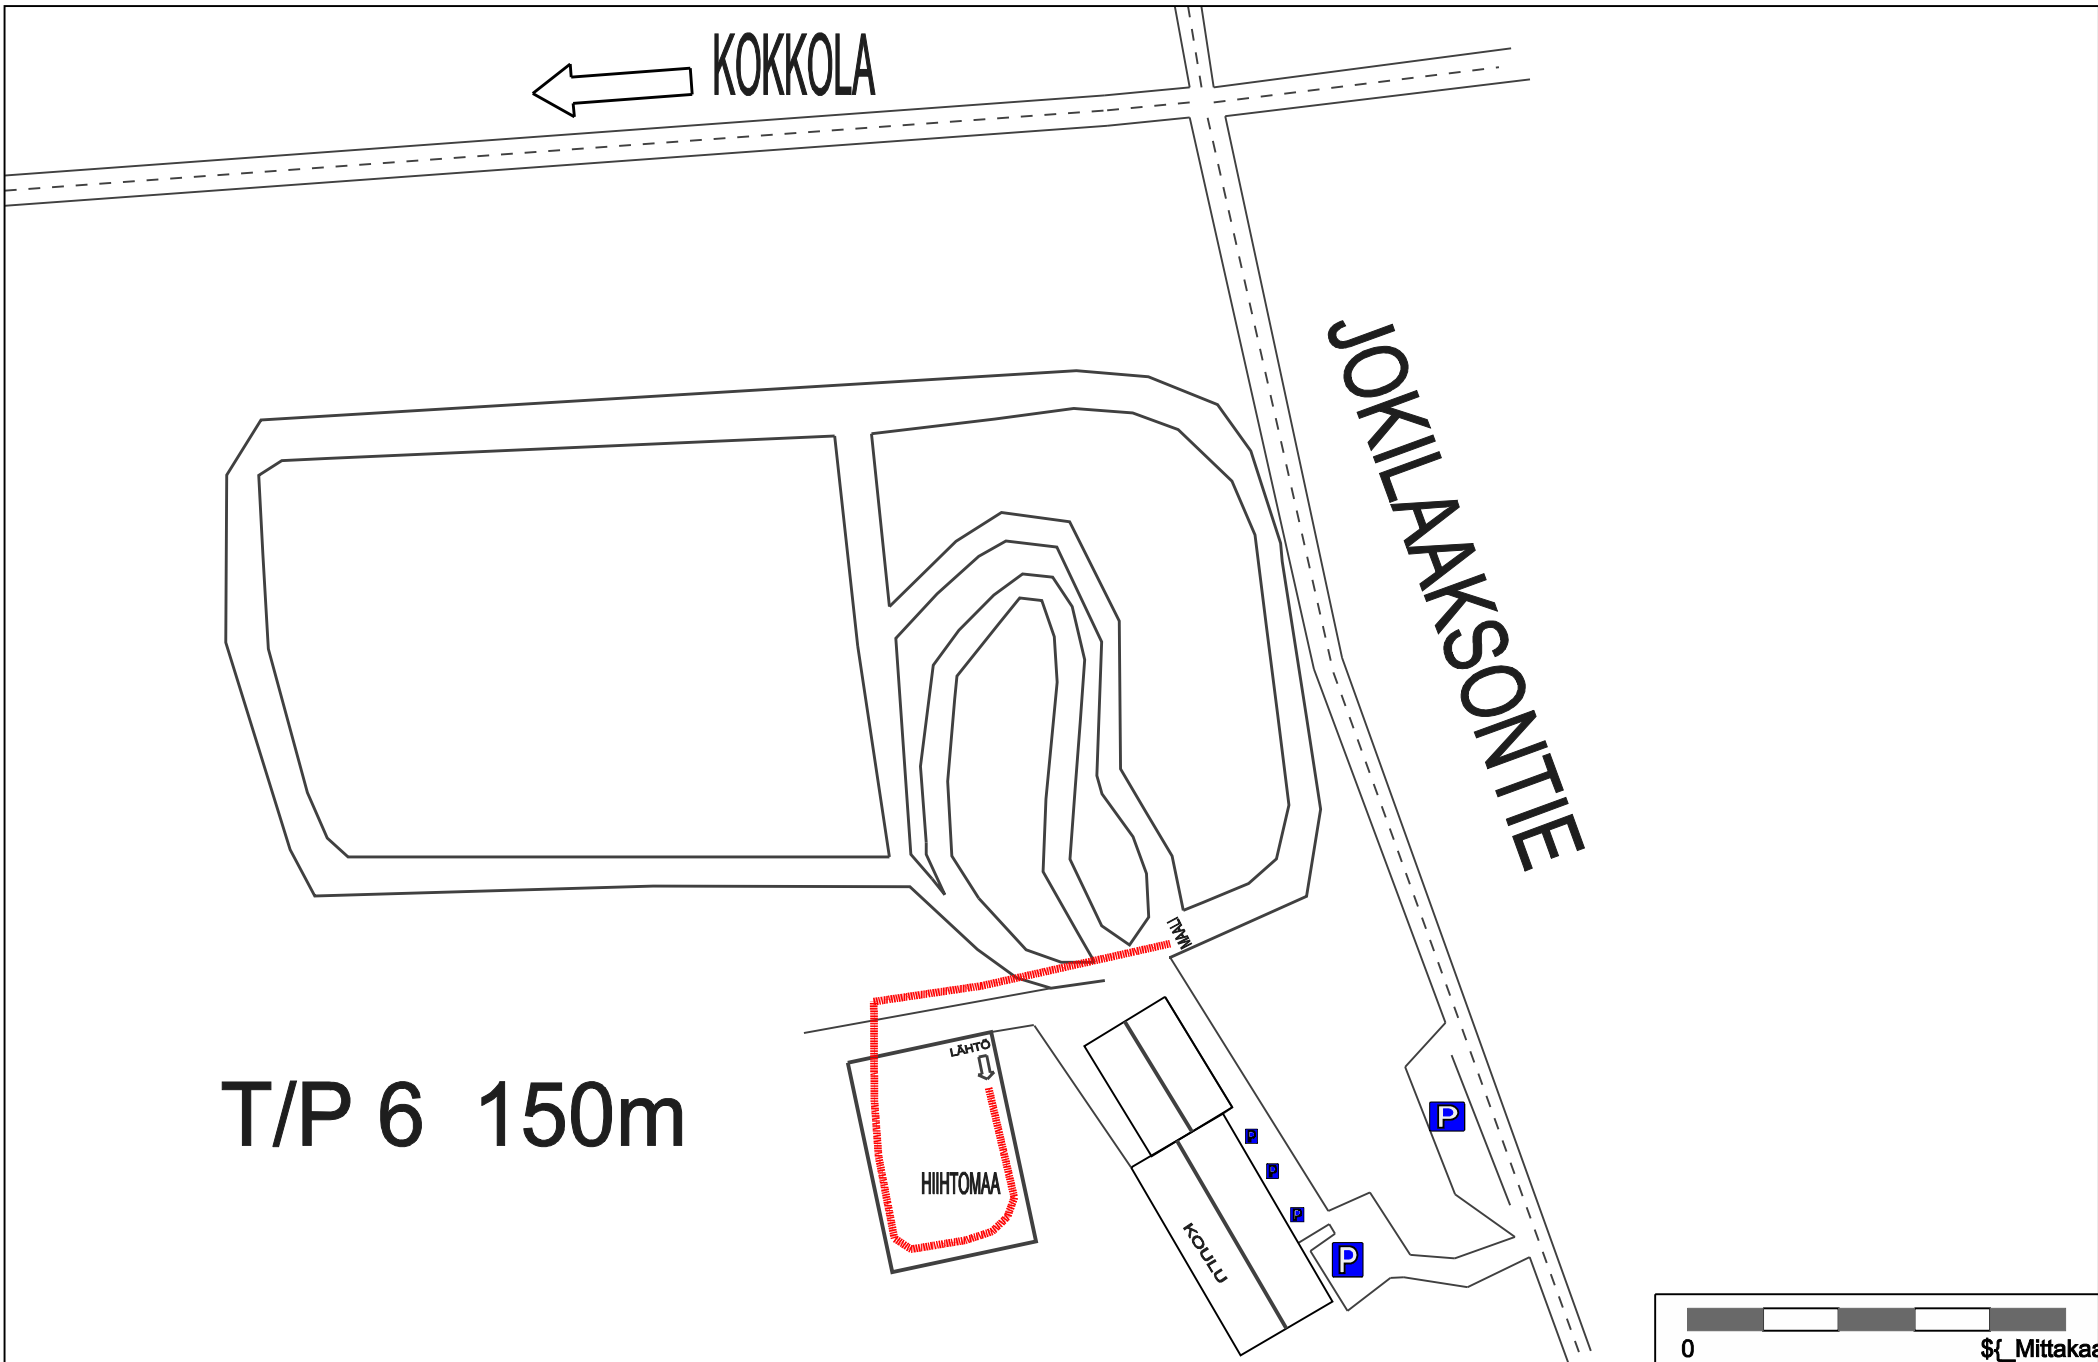 KOKKOLA
JOKILAAKSONTIE
MAALI
LÄHTÖ
T/P 6 150m
HIIHTOMAA
P
P
P
P
P
KOULU
0
${_Mittakaa